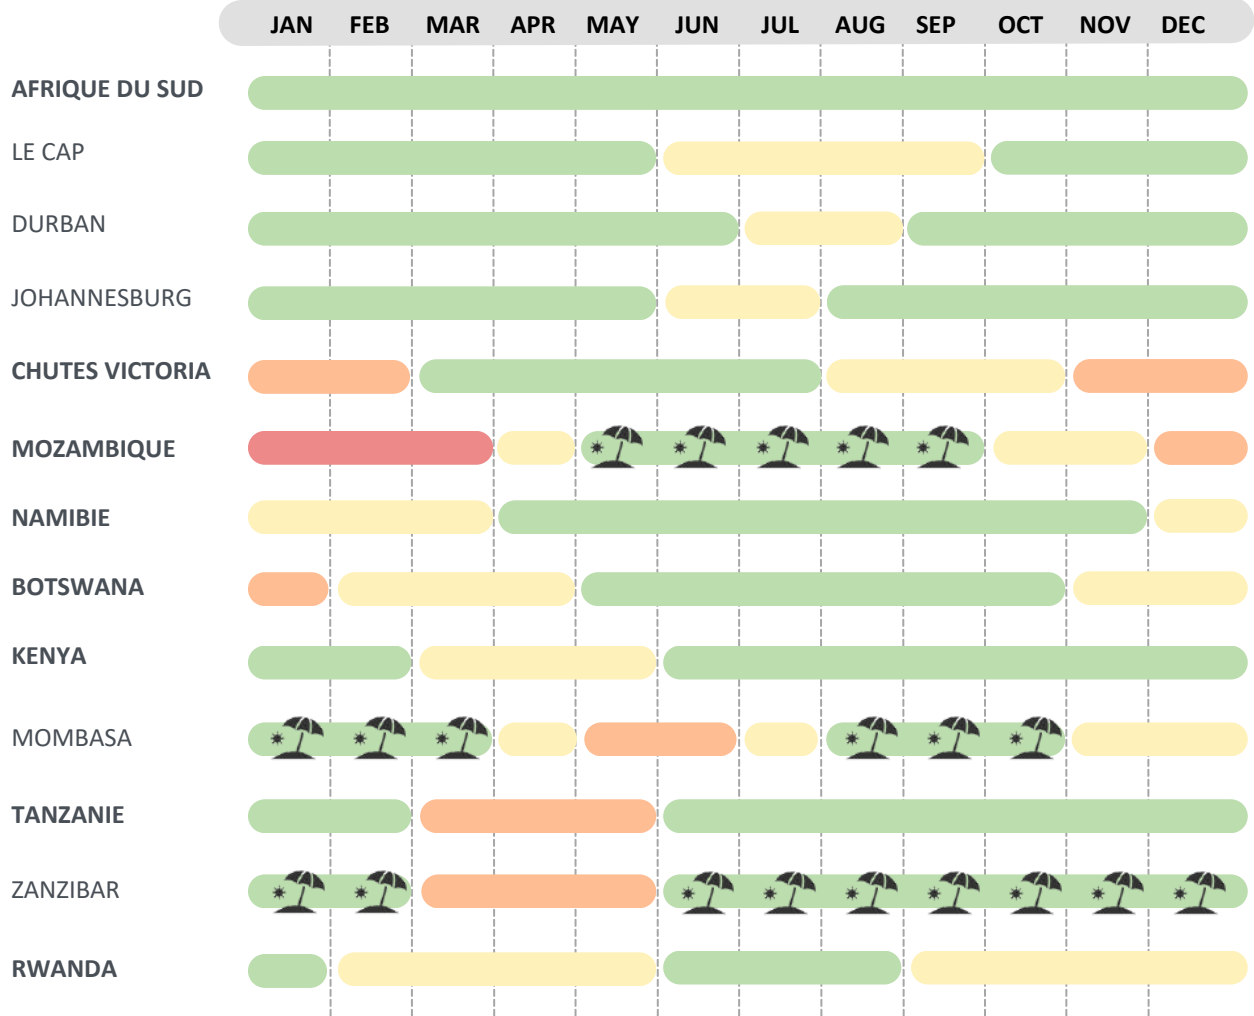 JAN FEB MAR APR MAY JUN JUL AUG SEP OCT NOV DEC
AFRIQUE DU SUD
LE CAP
DURBAN
JOHANNESBURG
CHUTES VICTORIA
MOZAMBIQUE
NAMIBIE
BOTSWANA
KENYA
MOMBASA
TANZANIE
ZANZIBAR
RWANDA